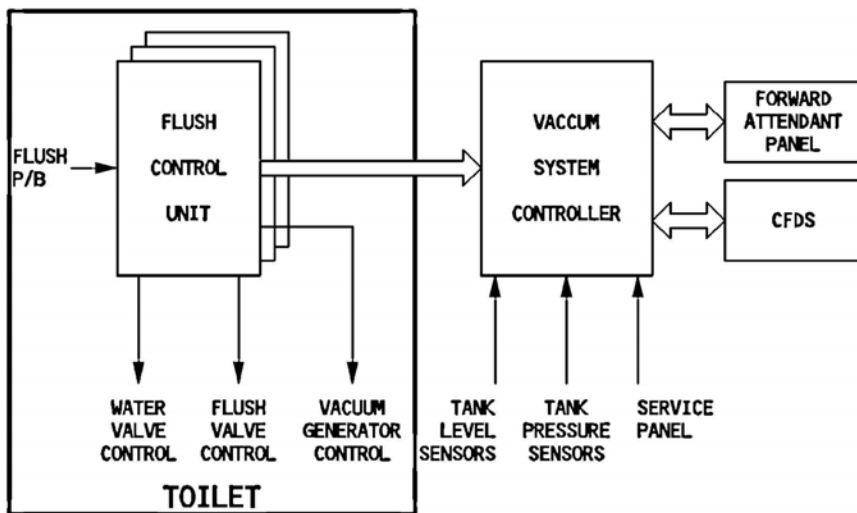 FLUSH
P/B
FLUSH
CONTROL
UNIT
VACCUM
SYSTEM
CONTROLLER
FORWARD
ATTENDANT
PANEL
CFDS
WATER
VALVE
CONTROL
FLUSH
VALVE
CONTROL
VACUUM
GENERATOR
CONTROL
TANK
LEVEL
SENSORS
TANK
PRESSURE
SENSORS
SERVICE
PANEL
TOILET